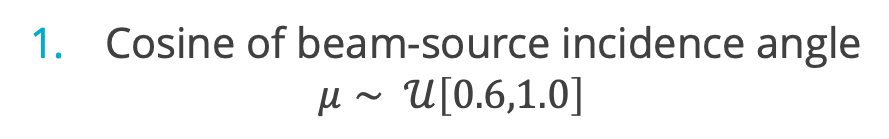 1. Cosine of beam-source incidence angle
μ ~ 𝒰[0.6,1.0]